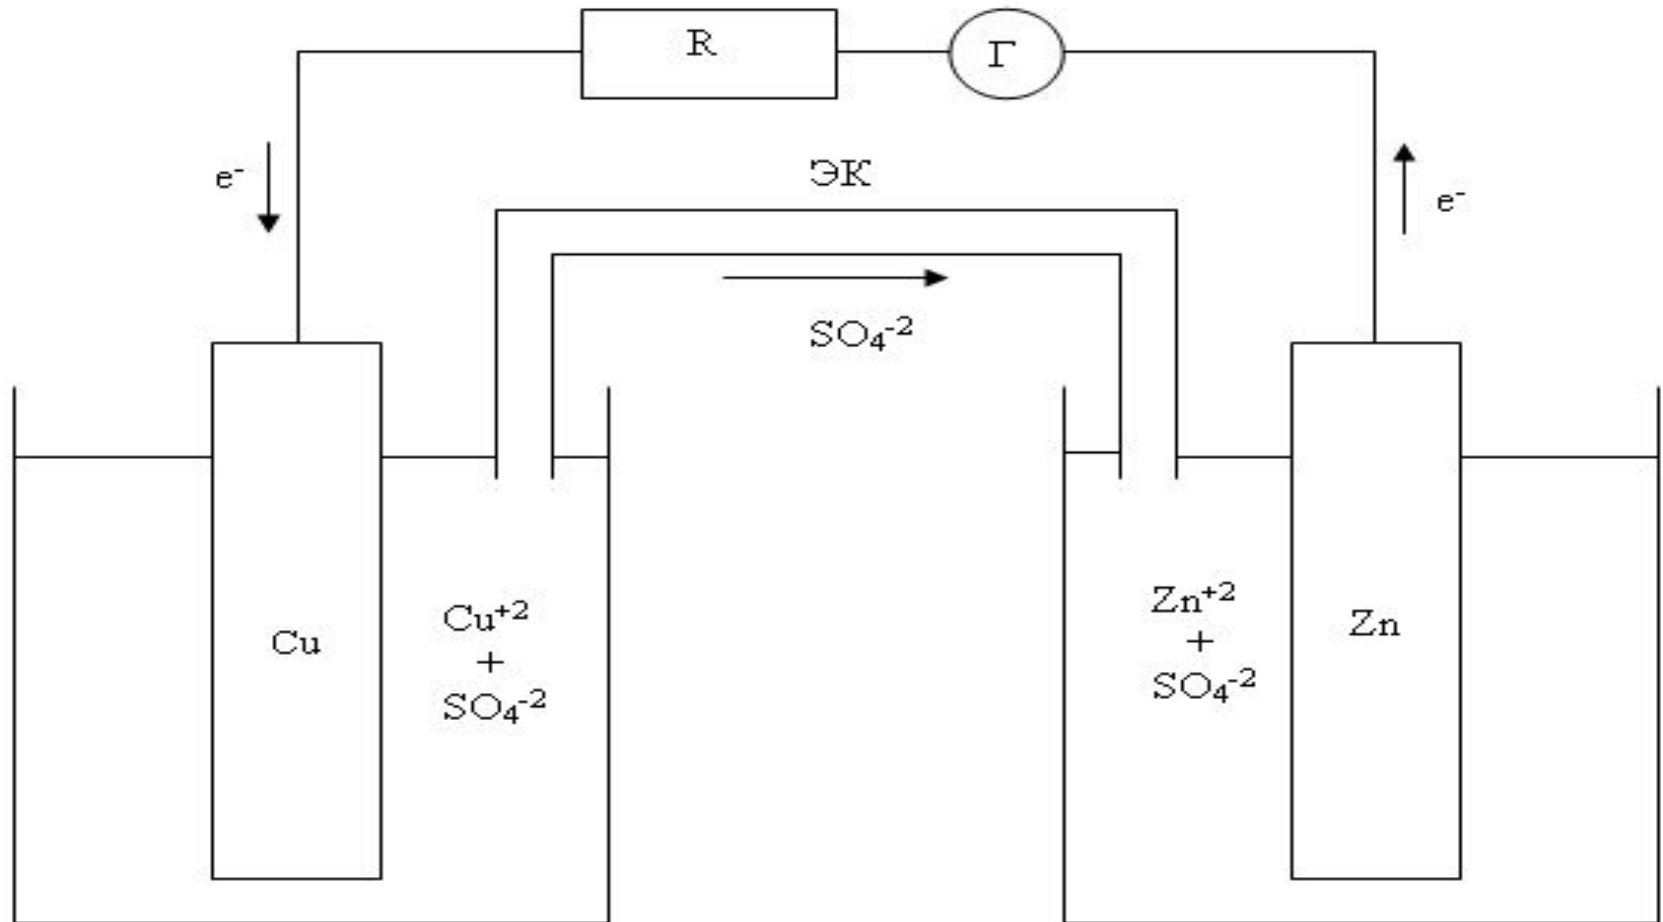 R
Г
e⁻
ЭК
e⁻
SO₄⁻²
Cu⁺²
+
SO₄⁻²
Cu
Zn⁺²
+
SO₄⁻²
Zn